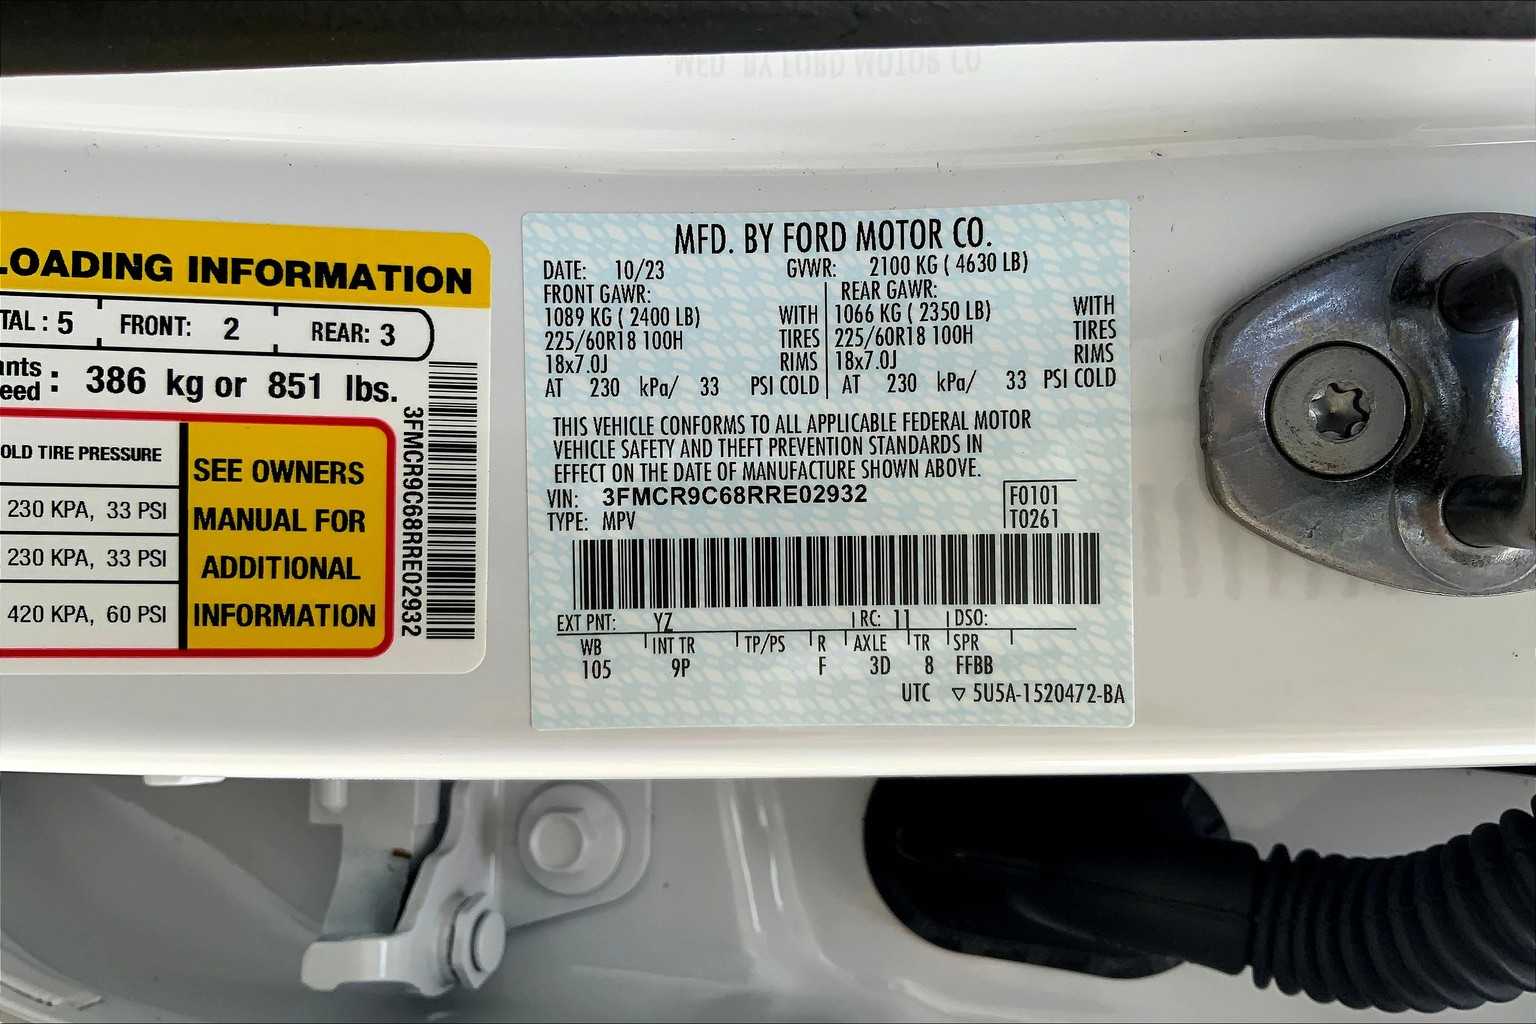 LOADING INFORMATION
TAL : 5 FRONT: 2 REAR: 3
ants
eed : 386 kg or 851 lbs.
OLD TIRE PRESSURE
230 KPA, 33 PSI
230 KPA, 33 PSI
420 KPA, 60 PSI
SEE OWNERS
MANUAL FOR
ADDITIONAL
INFORMATION
3FMCR9C68RRE02932
MFD. BY FORD MOTOR CO.
DATE: 10/23 GVWR: 2100 KG ( 4630 LB)
FRONT GAWR: REAR GAWR:
1089 KG ( 2400 LB) WITH 1066 KG ( 2350 LB) WITH
225/60R18 100H TIRES 225/60R18 100H TIRES
18x7.0J RIMS 18x7.0J RIMS
AT 230 kPa/ 33 PSI COLD AT 230 kPa/ 33 PSI COLD
THIS VEHICLE CONFORMS TO ALL APPLICABLE FEDERAL MOTOR
VEHICLE SAFETY AND THEFT PREVENTION STANDARDS IN
EFFECT ON THE DATE OF MANUFACTURE SHOWN ABOVE.
VIN: 3FMCR9C68RRE02932 F0101
TYPE: MPV T0261
EXT PNT: YZ RC: 11 DSO:
WB INT TR TP/PS R AXLE TR SPR
105 9P F 3D 8 FFBB
UTC ▽ 5U5A-1520472-BA